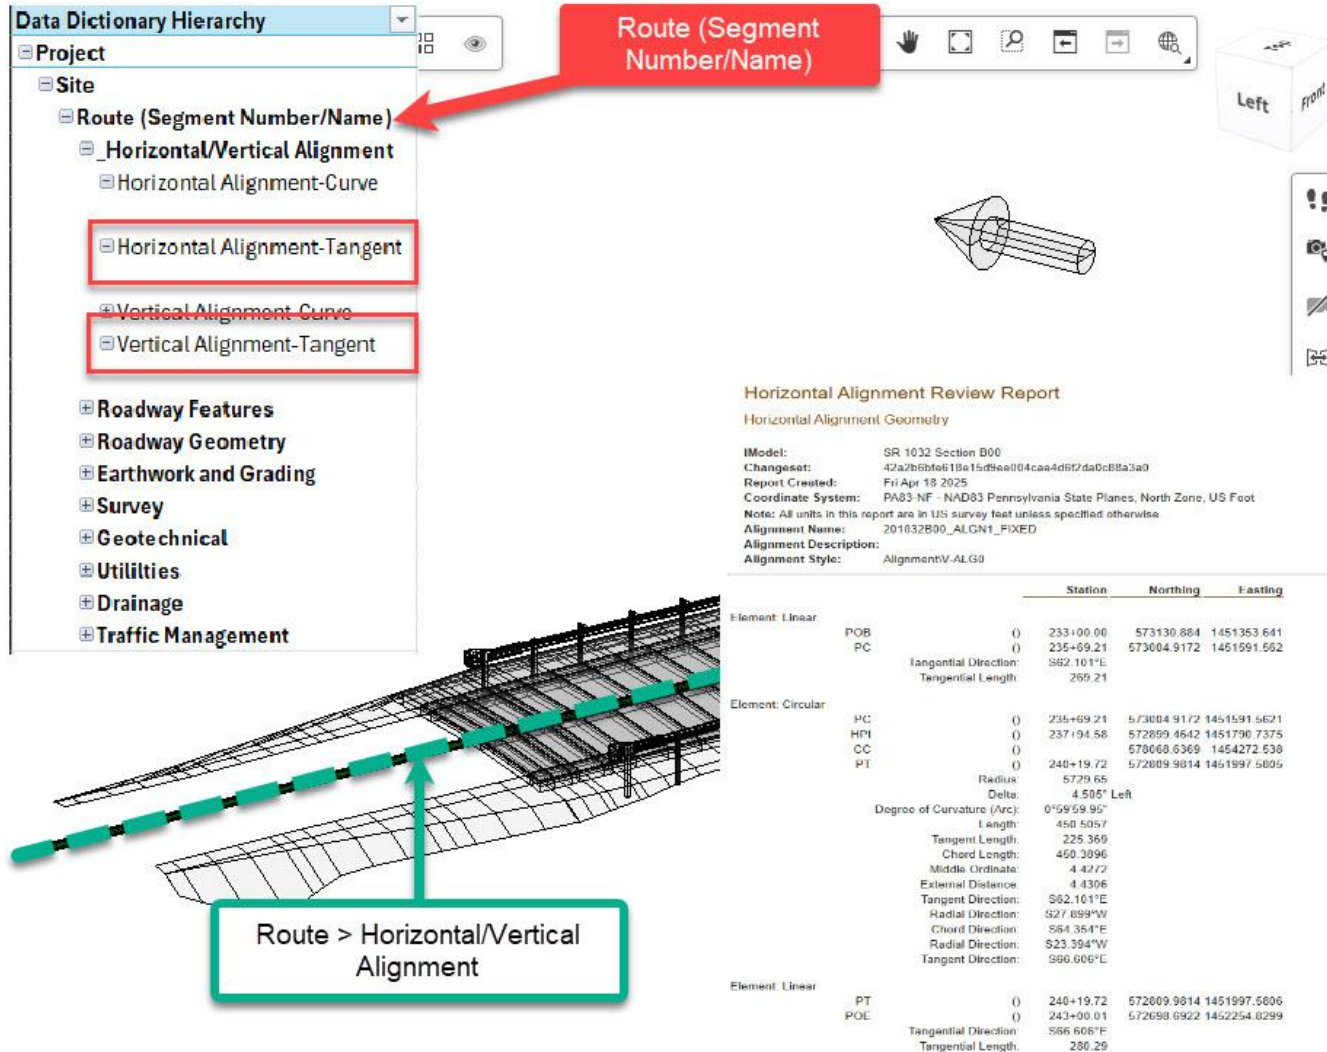 Data Dictionary Hierarchy
Project
Site
Route (Segment Number/Name)
_Horizontal/Vertical Alignment
Horizontal Alignment-Curve
Horizontal Alignment-Tangent
Vertical Alignment-Curve
Vertical Alignment-Tangent
Roadway Features
Roadway Geometry
Earthwork and Grading
Survey
Geotechnical
Utililties
Drainage
Traffic Management
Route (Segment
Number/Name)
Left
Front
Route > Horizontal/Vertical
Alignment
Horizontal Alignment Review Report
Horizontal Alignment Geometry
IModel: SR 1032 Section B00
Changeset:
Report Created: Fri Apr 18 2025
Coordinate System: PA83-NF - NAD83 Pennsylvania State Planes, North Zone, US Foot
Note: All units in this report are in US survey feet unless specified otherwise.
Alignment Name: 201032B00_ALGN1_FIXED
Alignment Description:
Alignment Style: Alignment\V-ALG0
Station Northing Easting
Element: Linear
POB () 233+00.00 573130.884 1451353.641
PC () 235+69.21 573004.9172 1451591.562
Tangential Direction: S62.101°E
Tangential Length: 269.21
Element: Circular
PC () 235+69.21 573004.9172 1451591.5621
HPI () 237+94.58 572899.4642 1451790.7375
CC () 578068.6369 1454272.538
PT () 240+19.72 572809.9814 1451997.5806
Radius: 5729.65
Delta: 4.505° Left
Degree of Curvature (Arc): 0°59'59.95"
Length: 450.5057
Tangent Length: 225.369
Chord Length: 450.3896
Middle Ordinate: 4.4272
External Distance: 4.4306
Tangent Direction: S62.101°E
Radial Direction: S27.899°W
Chord Direction: S64.354°E
Radial Direction: S23.394°W
Tangent Direction: S66.606°E
Element: Linear
PT () 240+19.72 572809.9814 1451997.5806
POE () 243+00.01 572698.6922 1452254.8299
Tangential Direction: S66.606°E
Tangential Length: 280.29